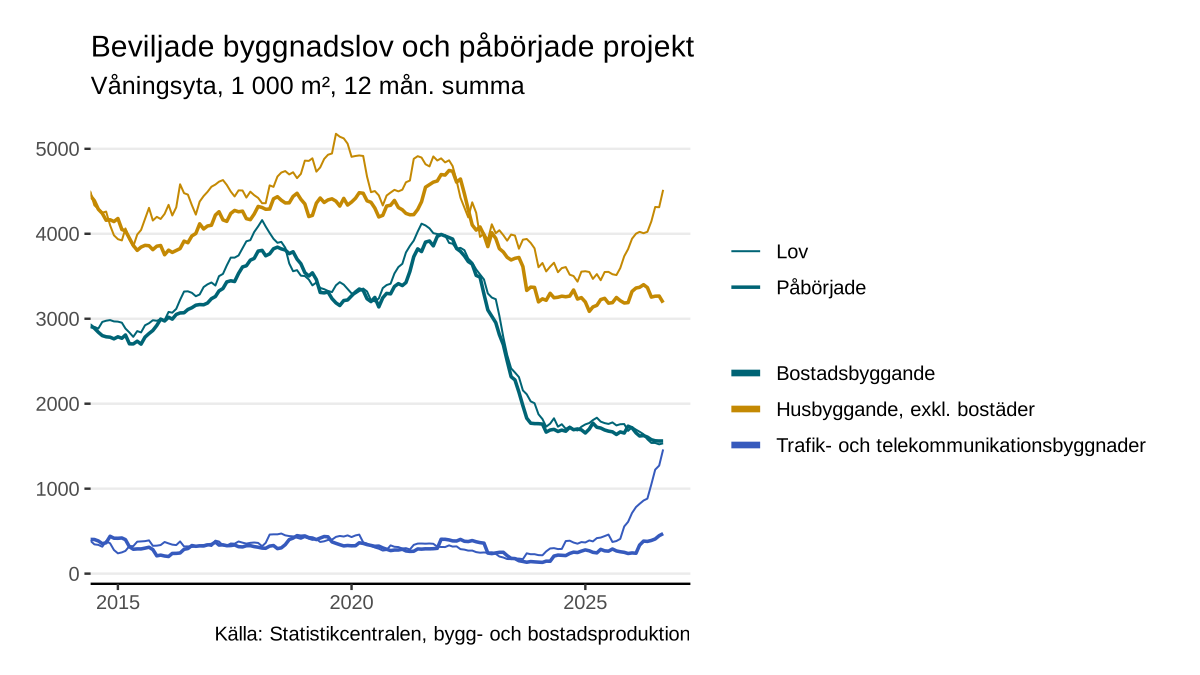 Beviljade byggnadslov och påbörjade projekt
Våningsyta, 1 000 m², 12 mån. summa
5000
4000
3000
2000
1000
0
2015
2020
2025
Lov
Påbörjade
Bostadsbyggande
Husbyggande, exkl. bostäder
Trafik- och telekommunikationsbyggnader
Källa: Statistikcentralen, bygg- och bostadsproduktion